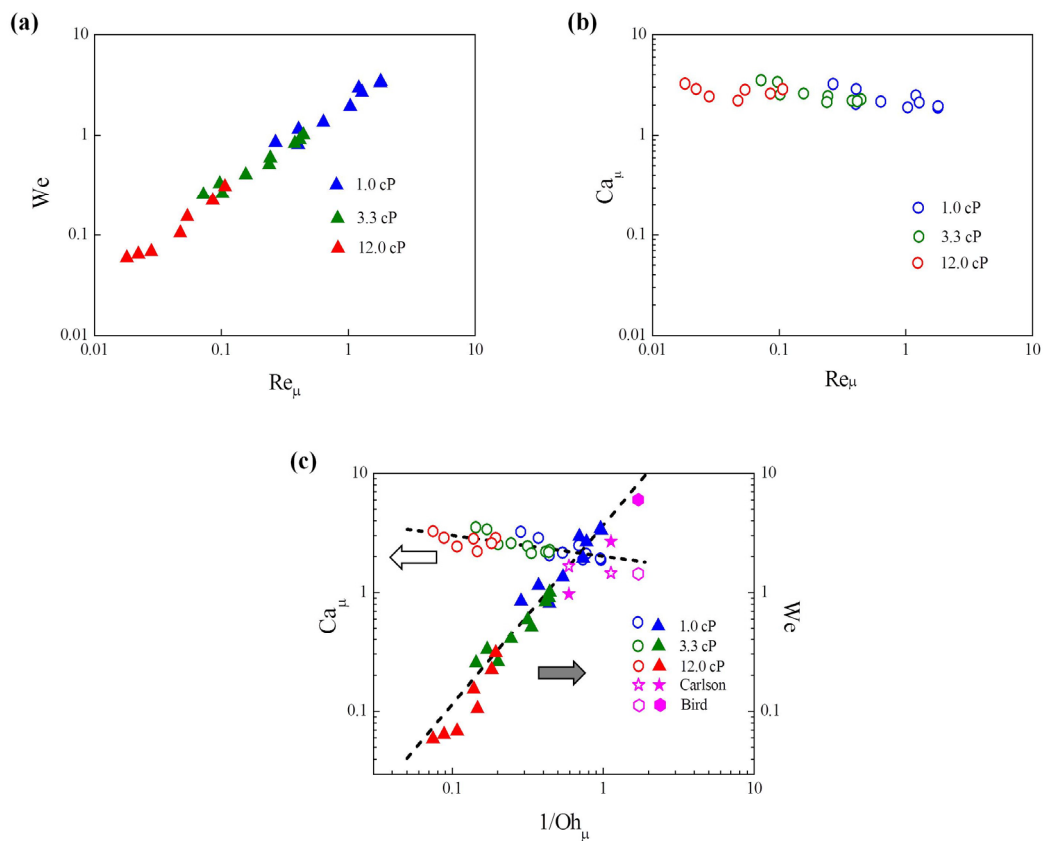 (a)
We
10
1
0.1
0.01
0.01
0.1
1
10
Reμ
1.0 cP
3.3 cP
12.0 cP
(b)
Caμ
10
1
0.1
0.01
0.01
0.1
1
10
Reμ
1.0 cP
3.3 cP
12.0 cP
(c)
Caμ
10
1
0.1
0.1
1
10
1/Ohμ
10
1
0.1
We
1.0 cP
3.3 cP
12.0 cP
Carlson
Bird